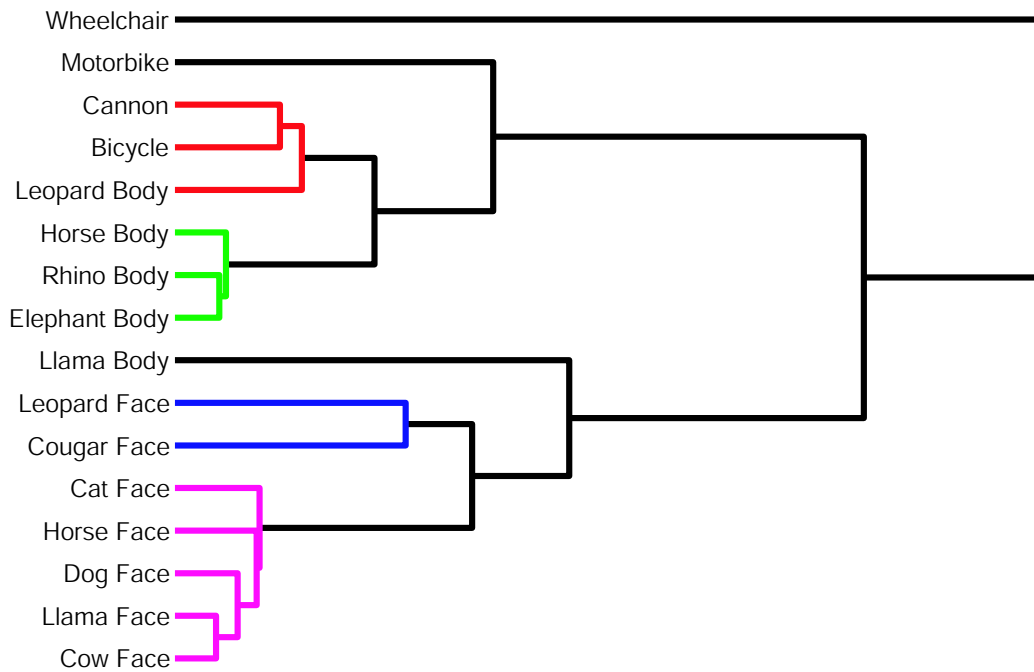 Wheelchair
Motorbike
Cannon
Bicycle
Leopard Body
Horse Body
Rhino Body
Elephant Body
Llama Body
Leopard Face
Cougar Face
Cat Face
Horse Face
Dog Face
Llama Face
Cow Face